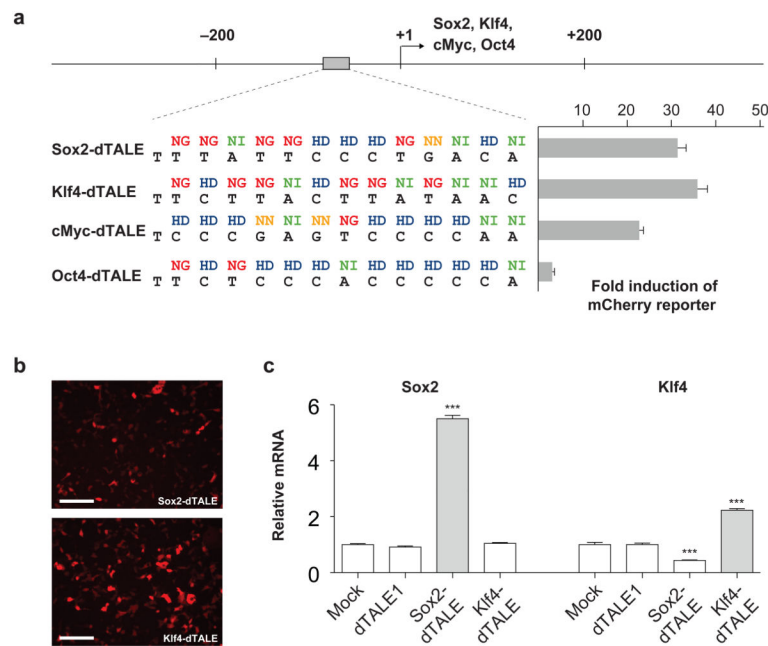 a
Sox2, Klf4,
cMyc, Oct4
–200
+1
+200
10 20 30 40 50
NG NG NI NG NG HD HD HD NG NN NI HD NI
Sox2-dTALE
T T T A T T C C C T G A C A
NG HD NG NG NI HD NG NG NI NG NI NI HD
Klf4-dTALE
T T C T T A C T T A T A A C
HD HD HD NN NI NN NG HD HD HD HD NI NI
cMyc-dTALE
T C C C G A G T C C C C A A
NG HD NG HD HD HD NI HD HD HD HD HD NI
Oct4-dTALE
T T C T C C C A C C C C C A
Fold induction of
mCherry reporter
b
Sox2-dTALE
Klf4-dTALE
c
Sox2
Klf4
Relative mRNA
6
4
2
0
***
***
***
Mock
dTALE1
Sox2-
dTALE
Klf4-
dTALE
Mock
dTALE1
Sox2-
dTALE
Klf4-
dTALE